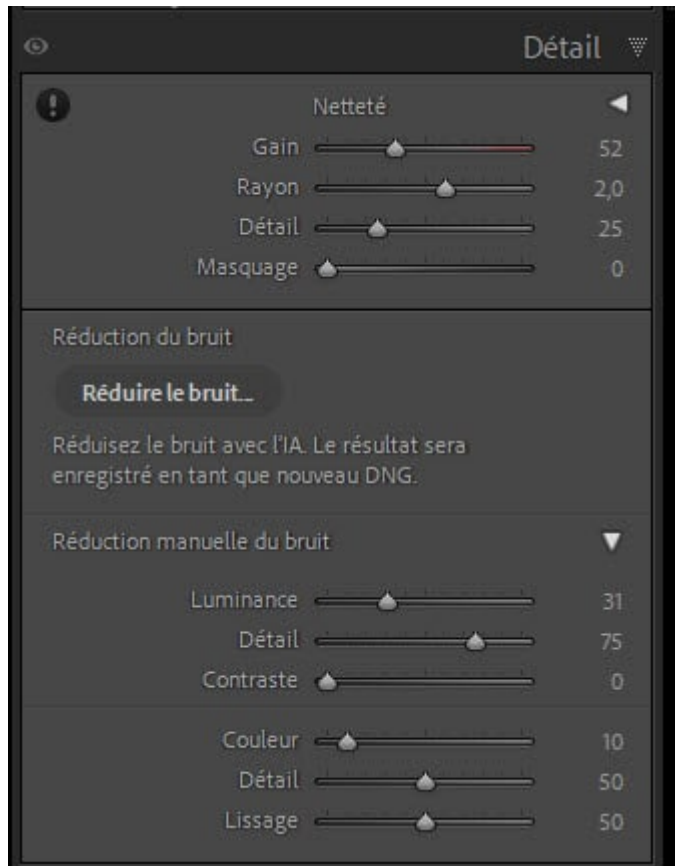 Détail
Netteté
Gain 52
Rayon 2,0
Détail 25
Masquage 0
Réduction du bruit
Réduire le bruit...
Réduisez le bruit avec l'IA. Le résultat sera
enregistré en tant que nouveau DNG.
Réduction manuelle du bruit
Luminance 31
Détail 75
Contraste 0
Couleur 10
Détail 50
Lissage 50